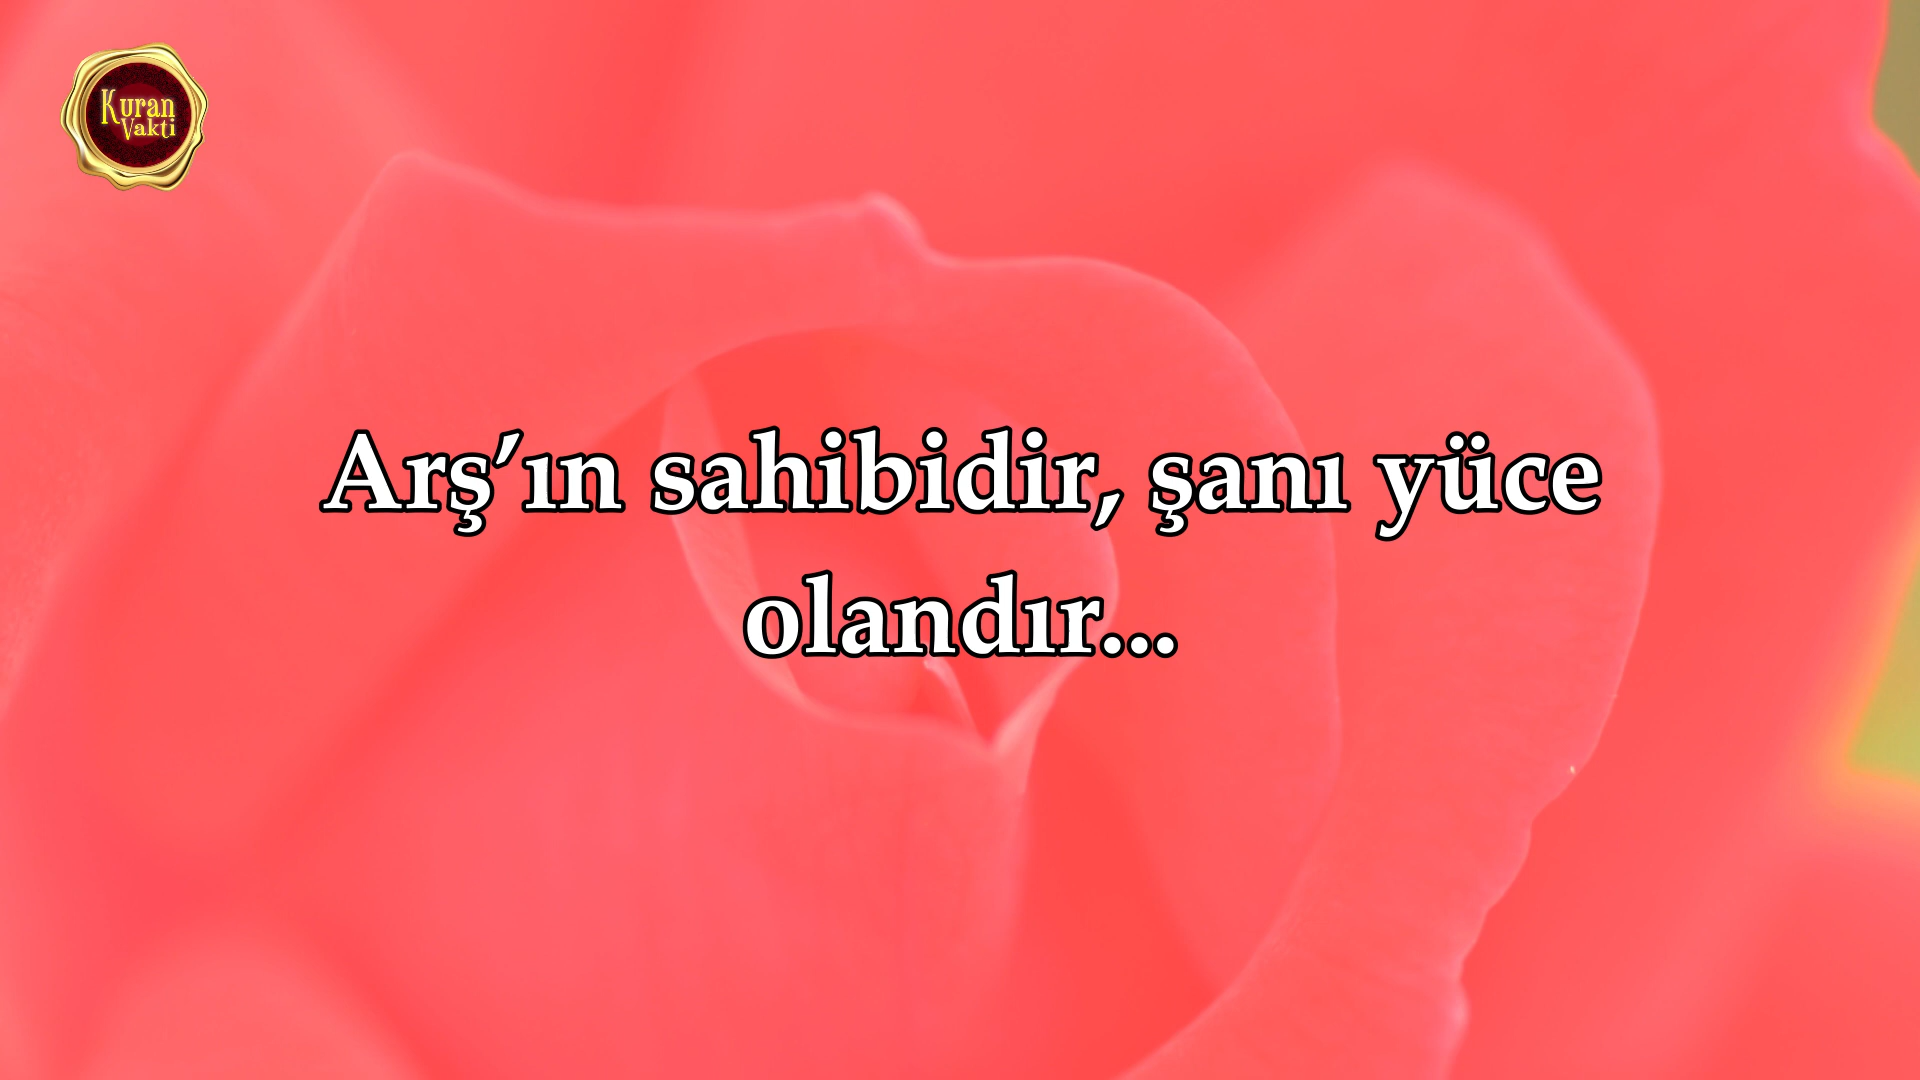 Kuran
Vakti
Arş’ın sahibidir, şanı yüce
olandır...